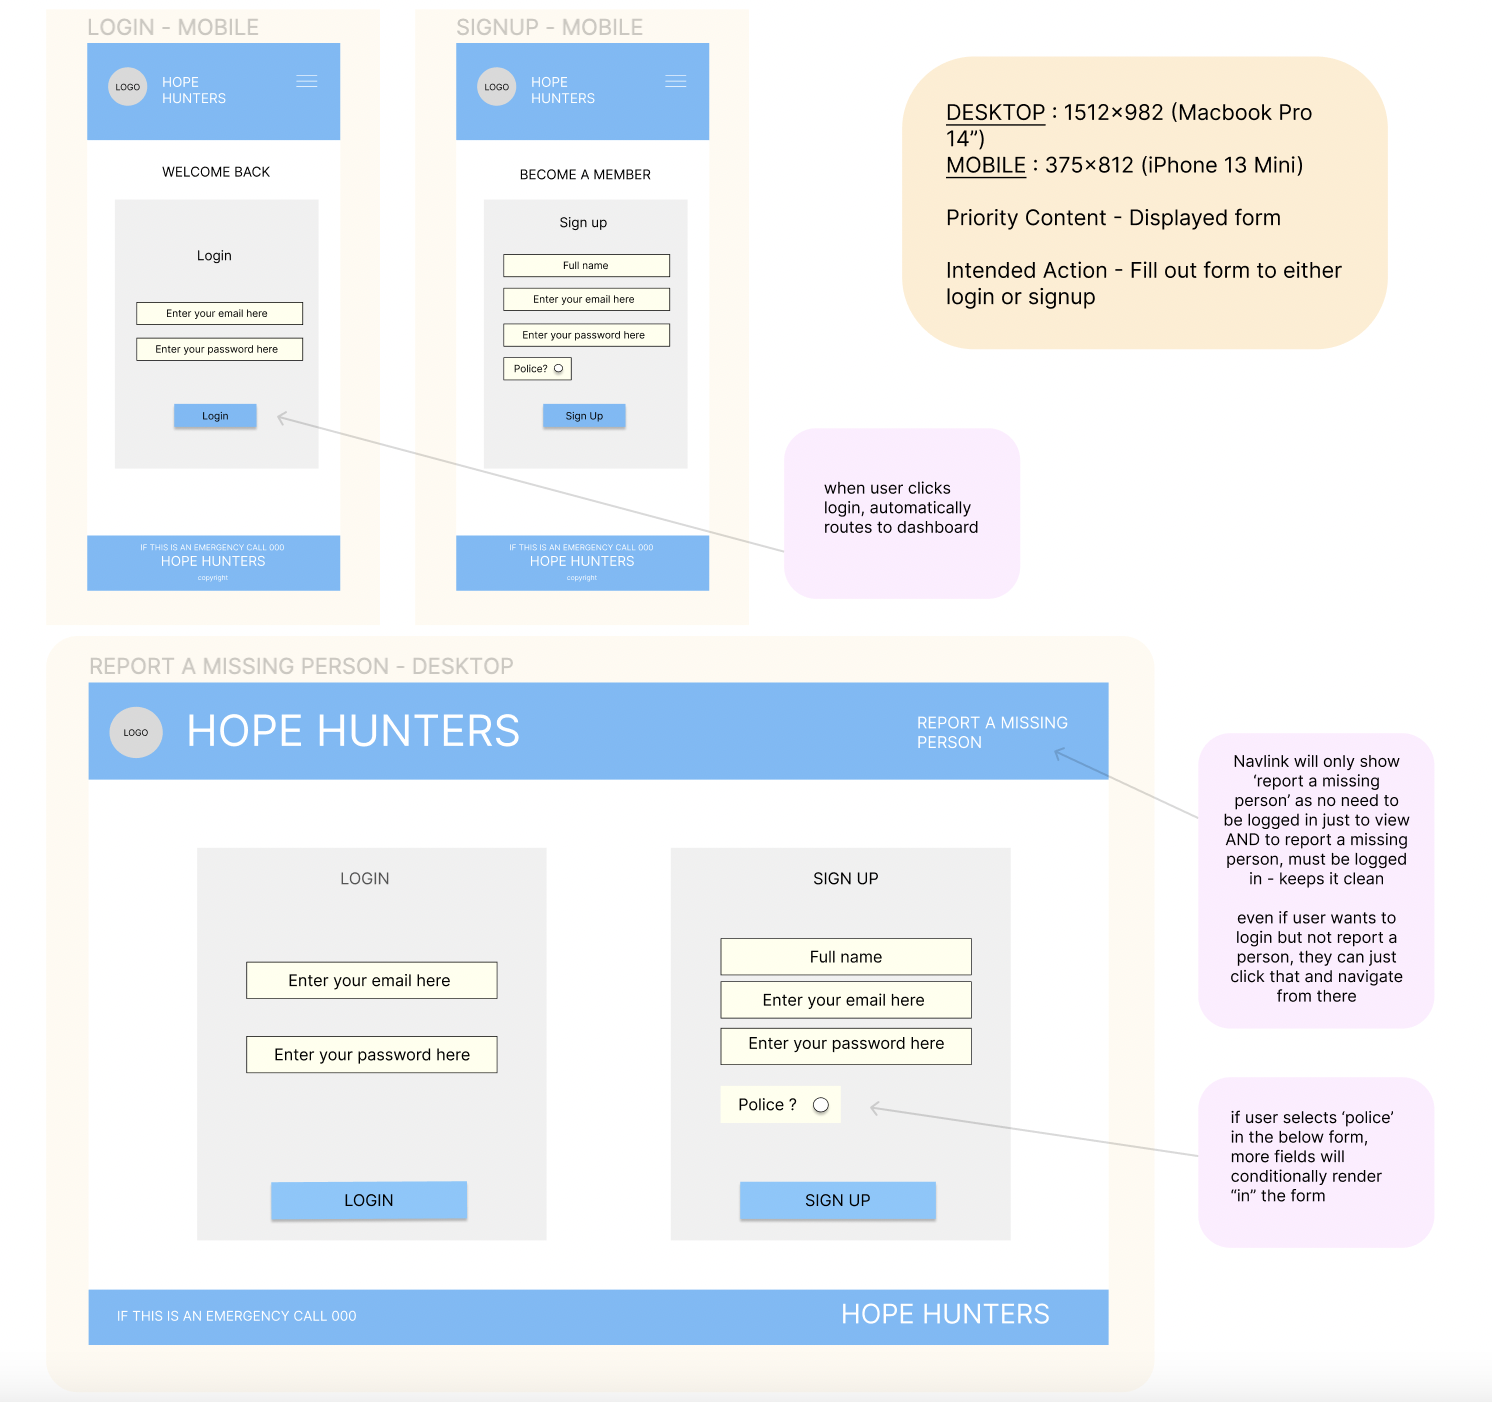 LOGIN - MOBILE
LOGO
HOPE
HUNTERS
WELCOME BACK
Login
Enter your email here
Enter your password here
Login
IF THIS IS AN EMERGENCY CALL 000
HOPE HUNTERS
copyright
SIGNUP - MOBILE
LOGO
HOPE
HUNTERS
BECOME A MEMBER
Sign up
Full name
Enter your email here
Enter your password here
Police?
Sign Up
IF THIS IS AN EMERGENCY CALL 000
HOPE HUNTERS
copyright
DESKTOP : 1512×982 (Macbook Pro
14”)
MOBILE : 375×812 (iPhone 13 Mini)
Priority Content - Displayed form
Intended Action - Fill out form to either
login or signup
when user clicks
login, automatically
routes to dashboard
REPORT A MISSING PERSON - DESKTOP
LOGO
HOPE HUNTERS
REPORT A MISSING
PERSON
LOGIN
Enter your email here
Enter your password here
LOGIN
SIGN UP
Full name
Enter your email here
Enter your password here
Police ?
SIGN UP
IF THIS IS AN EMERGENCY CALL 000
HOPE HUNTERS
Navlink will only show
‘report a missing
person’ as no need to
be logged in just to view
AND to report a missing
person, must be logged
in - keeps it clean
even if user wants to
login but not report a
person, they can just
click that and navigate
from there
if user selects ‘police’
in the below form,
more fields will
conditionally render
“in” the form